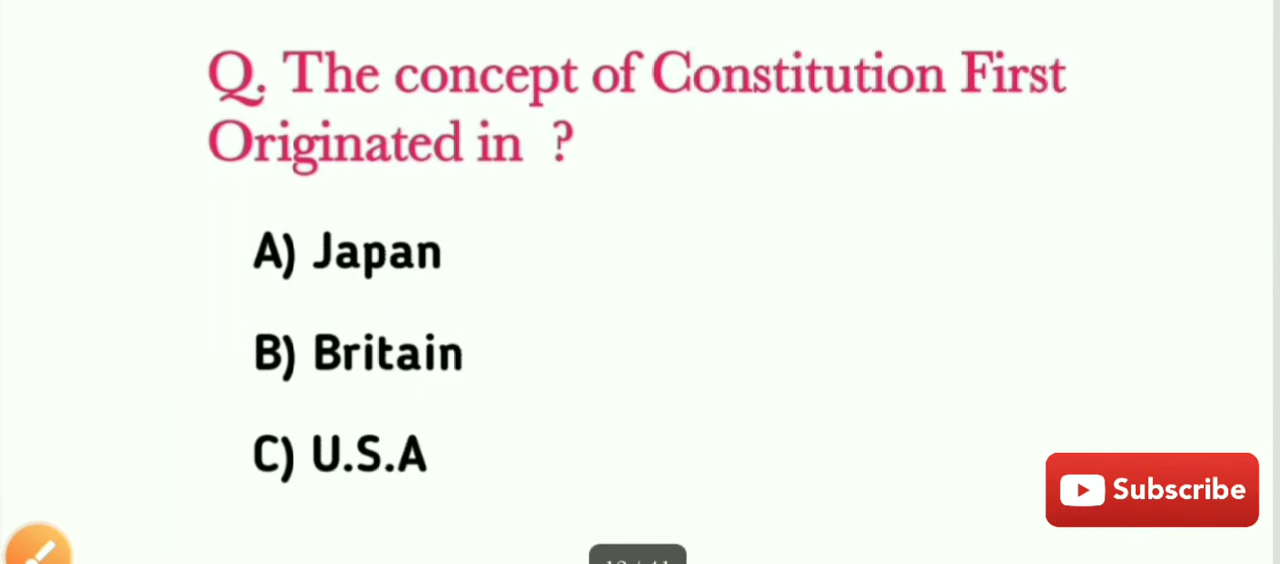 Q. The concept of Constitution First
Originated in ?
A) Japan
B) Britain
C) U.S.A
Subscribe